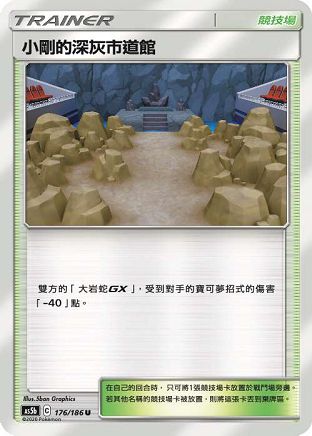 TRAINER
競技場
小剛的深灰市道館
雙方的「大岩蛇GX」,受到對手的寶可夢招式的傷害
「-40」點。
Illus.5ban Graphics
AS5b C 176/186 U
©2020 Pokémon
在自己的回合時,只可將1張競技場卡放置於戰鬥場旁邊。
若其他名稱的競技場卡被放置,則將這張卡丟到棄牌區。